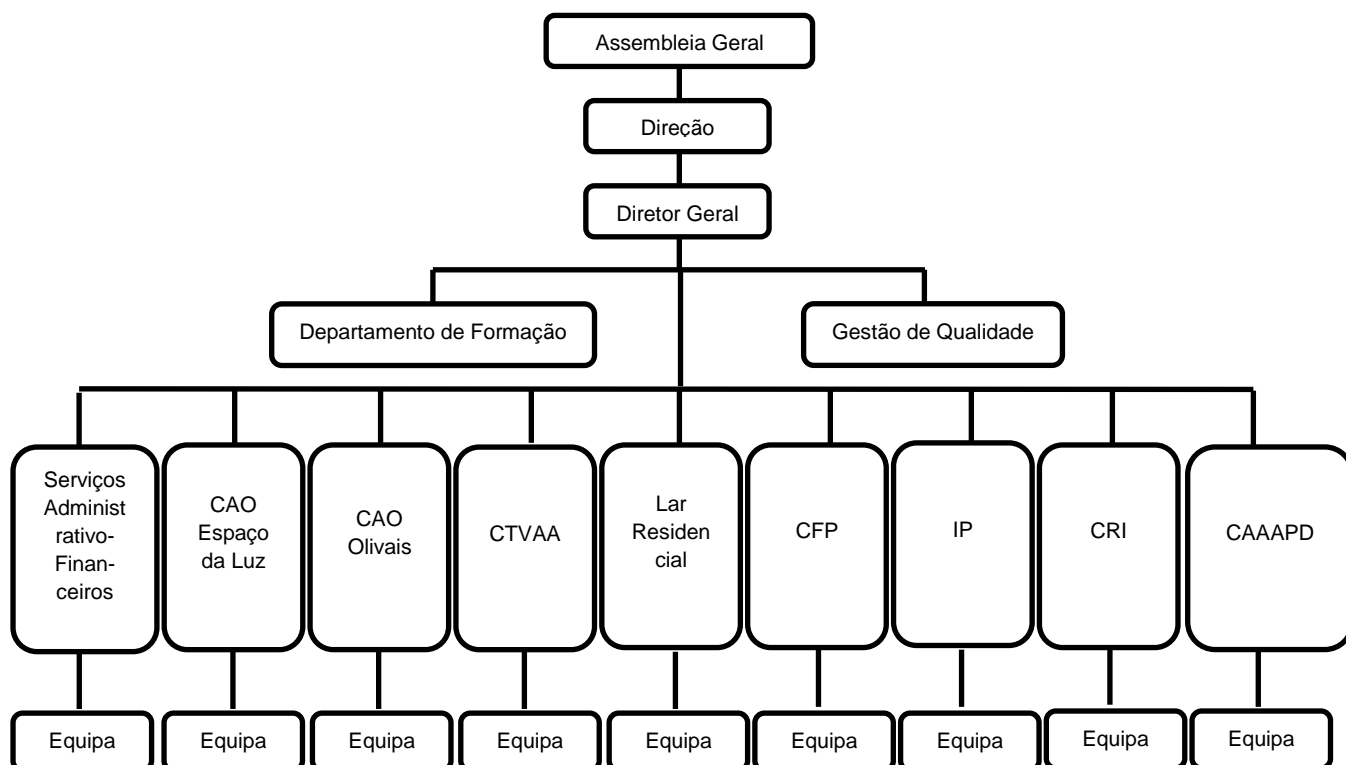 Assembleia Geral
Direção
Diretor Geral
Departamento de Formação
Gestão de Qualidade
Serviços
Administ
rativo-
Finan-
ceiros
CAO
Espaço
da Luz
CAO
Olivais
CTVAA
Lar
Residen
cial
CFP
IP
CRI
CAAAPD
Equipa
Equipa
Equipa
Equipa
Equipa
Equipa
Equipa
Equipa
Equipa